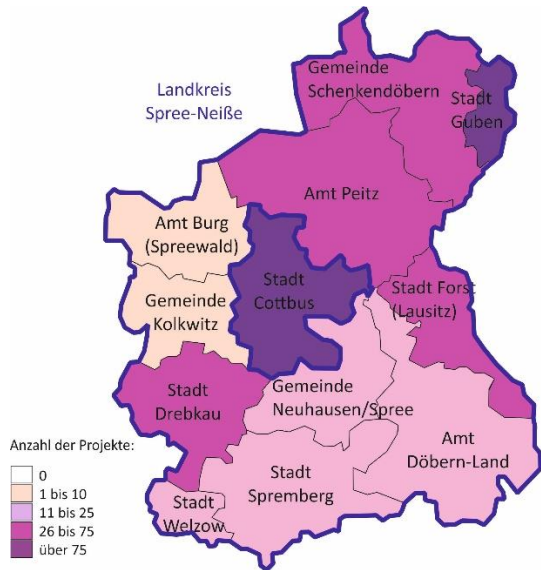 Gemeinde
Schenkendöbern
Landkreis
Spree-Neiße
Stadt
Guben
Amt Peitz
Amt Burg
(Spreewald)
Stadt
Cottbus
Stadt Forst
(Lausitz)
Gemeinde
Kolkwitz
Stadt
Drebkau
Gemeinde
Neuhausen/Spree
Amt
Döbern-Land
Stadt
Spremberg
Stadt
Welzow
Anzahl der Projekte:
0
1 bis 10
11 bis 25
26 bis 75
über 75